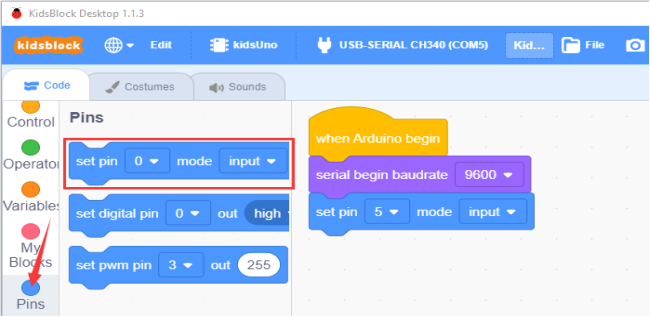 KidsBlock Desktop 1.1.3
kidsblock Edit kidsUno USB-SERIAL CH340 (COM5) Kid... File
Code Costumes Sounds
Control
Operator
Variables
My
Blocks
Pins
Pins
set pin 0 mode input
set digital pin 0 out high
set pwm pin 3 out 255
when Arduino begin
serial begin baudrate 9600
set pin 5 mode input